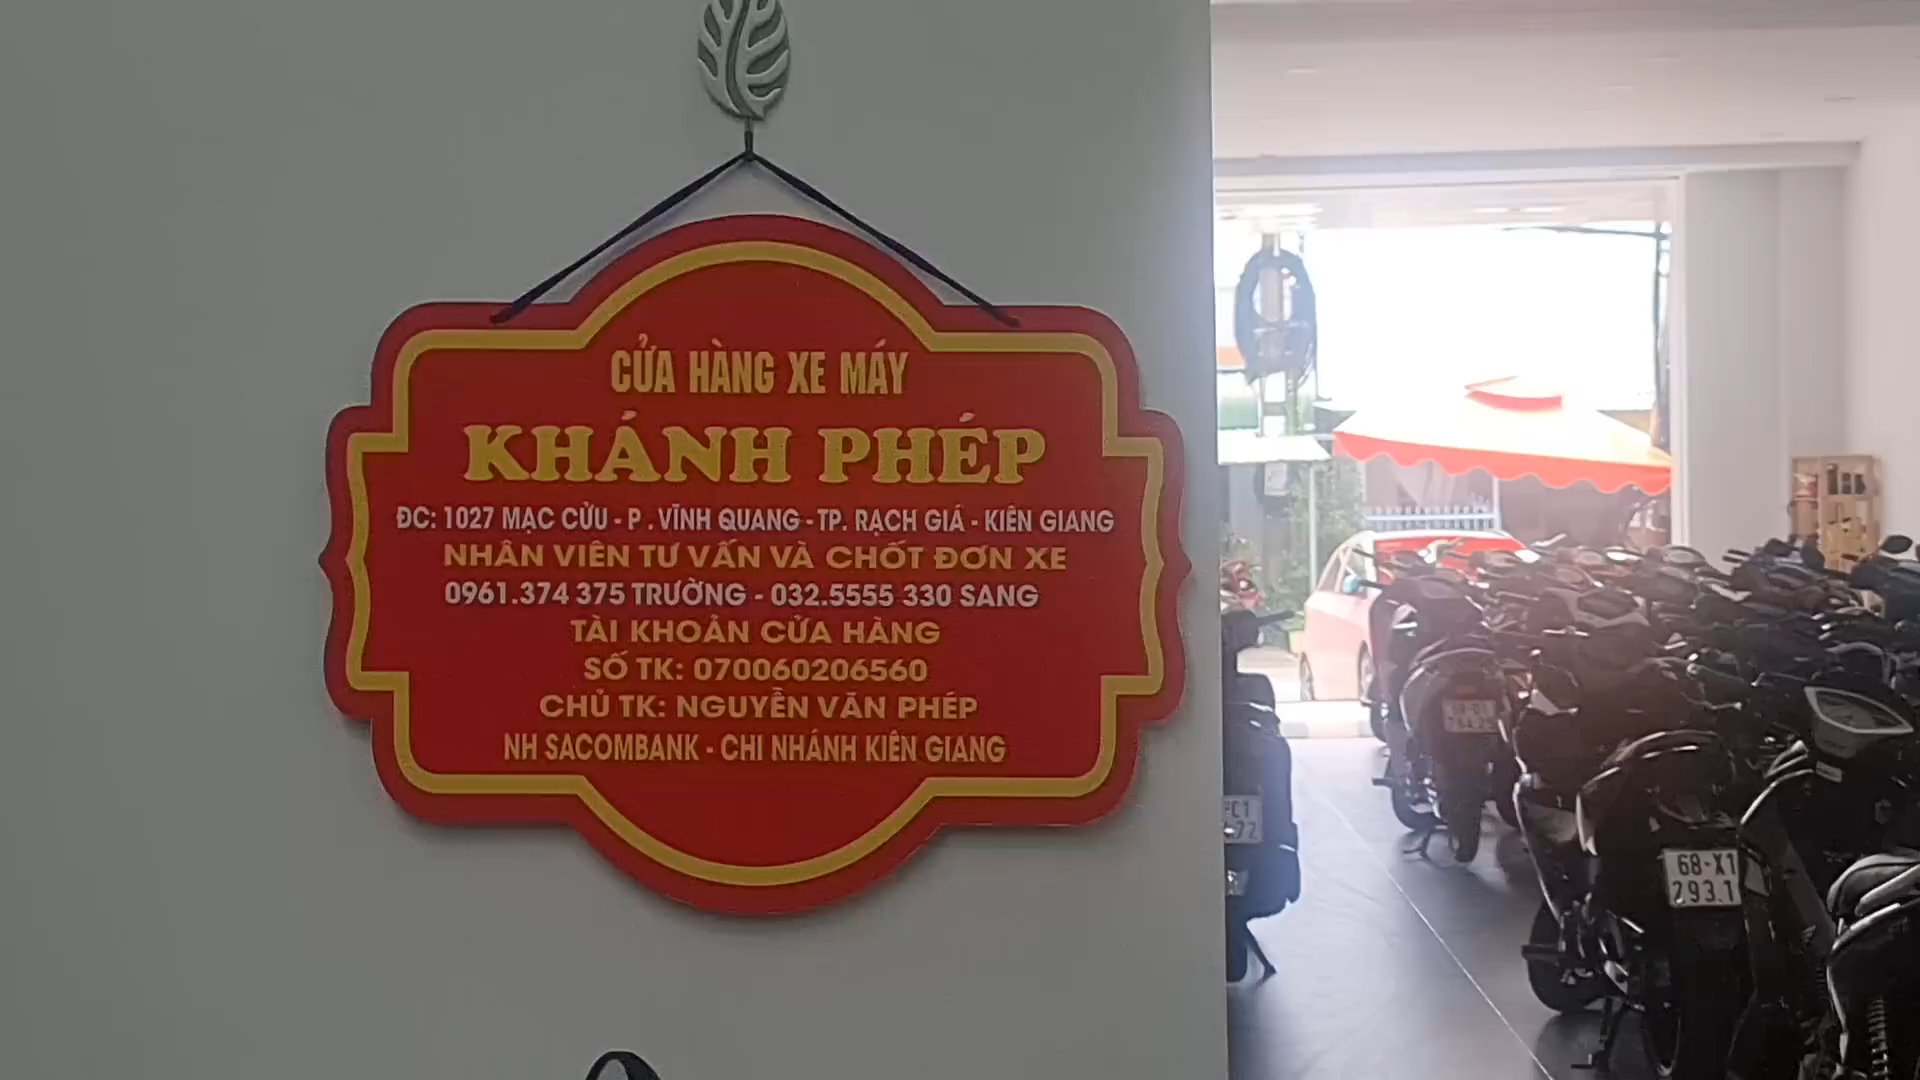 CỬA HÀNG XE MÁY
KHÁNH PHÉP
ĐC: 1027 MẠC CỬU - P . VĨNH QUANG - TP. RẠCH GIÁ - KIÊN GIANG
NHÂN VIÊN TƯ VẤN VÀ CHỐT ĐƠN XE
0961.374 375 TRƯỜNG - 032.5555 330 SANG
TÀI KHOẢN CỬA HÀNG
SỐ TK: 070060206560
CHỦ TK: NGUYỄN VĂN PHÉP
NH SACOMBANK - CHI NHÁNH KIÊN GIANG
68-X1
293.1